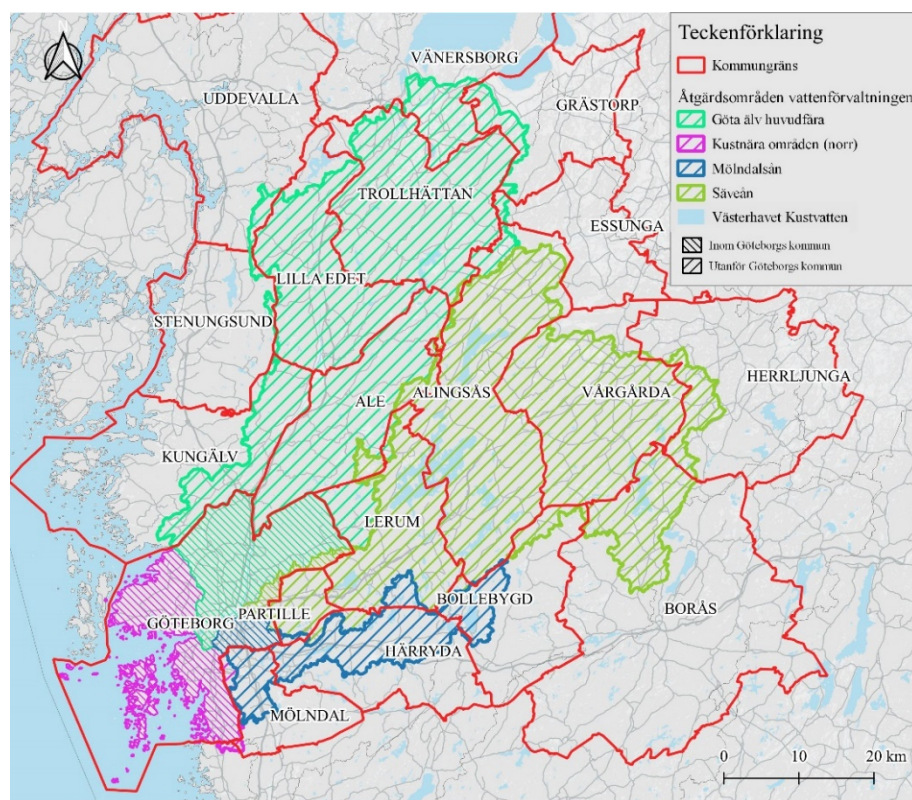 Teckenförklaring
Kommungräns
Åtgärdsområden vattenförvaltningen
Göta älv huvudfåra
Kustnära områden (norr)
Mölndalsån
Säveån
Västerhavet Kustvatten
Inom Göteborgs kommun
Utanför Göteborgs kommun
VÄNERSBORG
UDDEVALLA
GRÄSTORP
TROLLHÄTTAN
ESSUNGA
LILLA EDET
STENUNGSUND
HERRLJUNGA
ALINGSÅS
VÅRGÅRDA
ALE
KUNGÄLV
LERUM
BOLLEBYGD
PARTILLE
GÖTEBORG
BORÅS
HÄRRYDA
MÖLNDAL
0 10 20 km